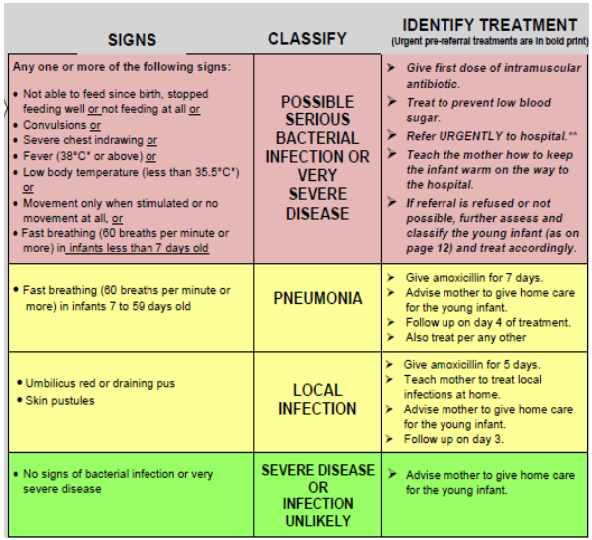 SIGNS
CLASSIFY
IDENTIFY TREATMENT
(Urgent pre-referral treatments are in bold print)
Any one or more of the following signs:
• Not able to feed since birth, stopped
feeding well or not feeding at all or
• Convulsions or
• Severe chest indrawing or
• Fever (38°C* or above) or
• Low body temperature (less than 35.5°C*)
or
• Movement only when stimulated or no
movement at all, or
• Fast breathing (60 breaths per minute or
more) in infants less than 7 days old
POSSIBLE
SERIOUS
BACTERIAL
INFECTION OR
VERY
SEVERE
DISEASE
➢ Give first dose of intramuscular
antibiotic.
➢ Treat to prevent low blood
sugar.
➢ Refer URGENTLY to hospital.**
➢ Teach the mother how to keep
the infant warm on the way to
the hospital.
➢ If referral is refused or not
possible, further assess and
classify the young infant (as on
page 12) and treat accordingly.
• Fast breathing (60 breaths per minute or
more) in infants 7 to 59 days old
PNEUMONIA
➢ Give amoxicillin for 7 days.
➢ Advise mother to give home care
for the young infant.
➢ Follow up on day 4 of treatment.
➢ Also treat per any other
• Umbilicus red or draining pus
• Skin pustules
LOCAL
INFECTION
➢ Give amoxicillin for 5 days.
➢ Teach mother to treat local
infections at home.
➢ Advise mother to give home care
for the young infant.
➢ Follow up on day 3.
• No signs of bacterial infection or very
severe disease
SEVERE DISEASE
OR
INFECTION
UNLIKELY
➢ Advise mother to give home care
for the young infant.